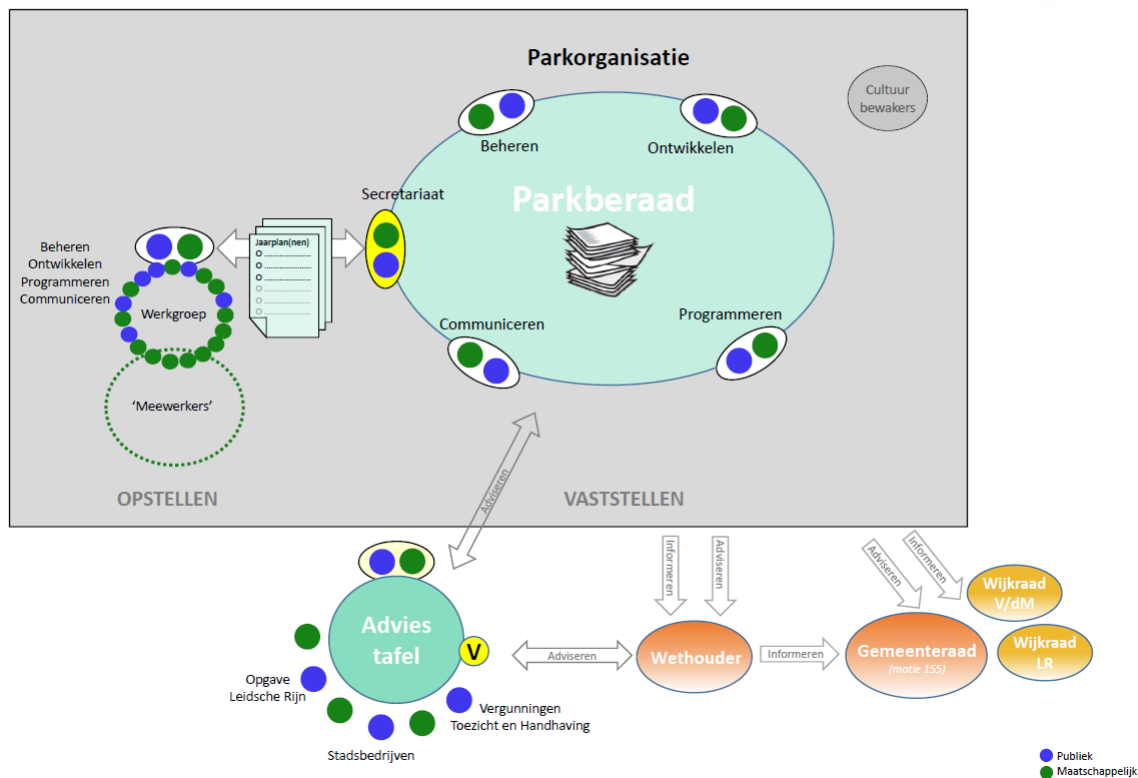 Parkorganisatie
Cultuur
bewakers
Beheren
Ontwikkelen
Secretariaat
Parkberaad
Jaarplan(nen)
Beheren
Ontwikkelen
Programmeren
Communiceren
Werkgroep
Communiceren
Programmeren
'Meewerkers'
Adviseren
OPSTELLEN
VASTSTELLEN
Informeren
Adviseren
Adviseren
Informeren
Wijkraad
V/dM
Advies
tafel
V
Adviseren
Wethouder
Informeren
Gemeenteraad
(motie 155)
Wijkraad
LR
Opgave
Leidsche Rijn
Vergunningen
Toezicht en Handhaving
Stadsbedrijven
Publiek
Maatschappelijk